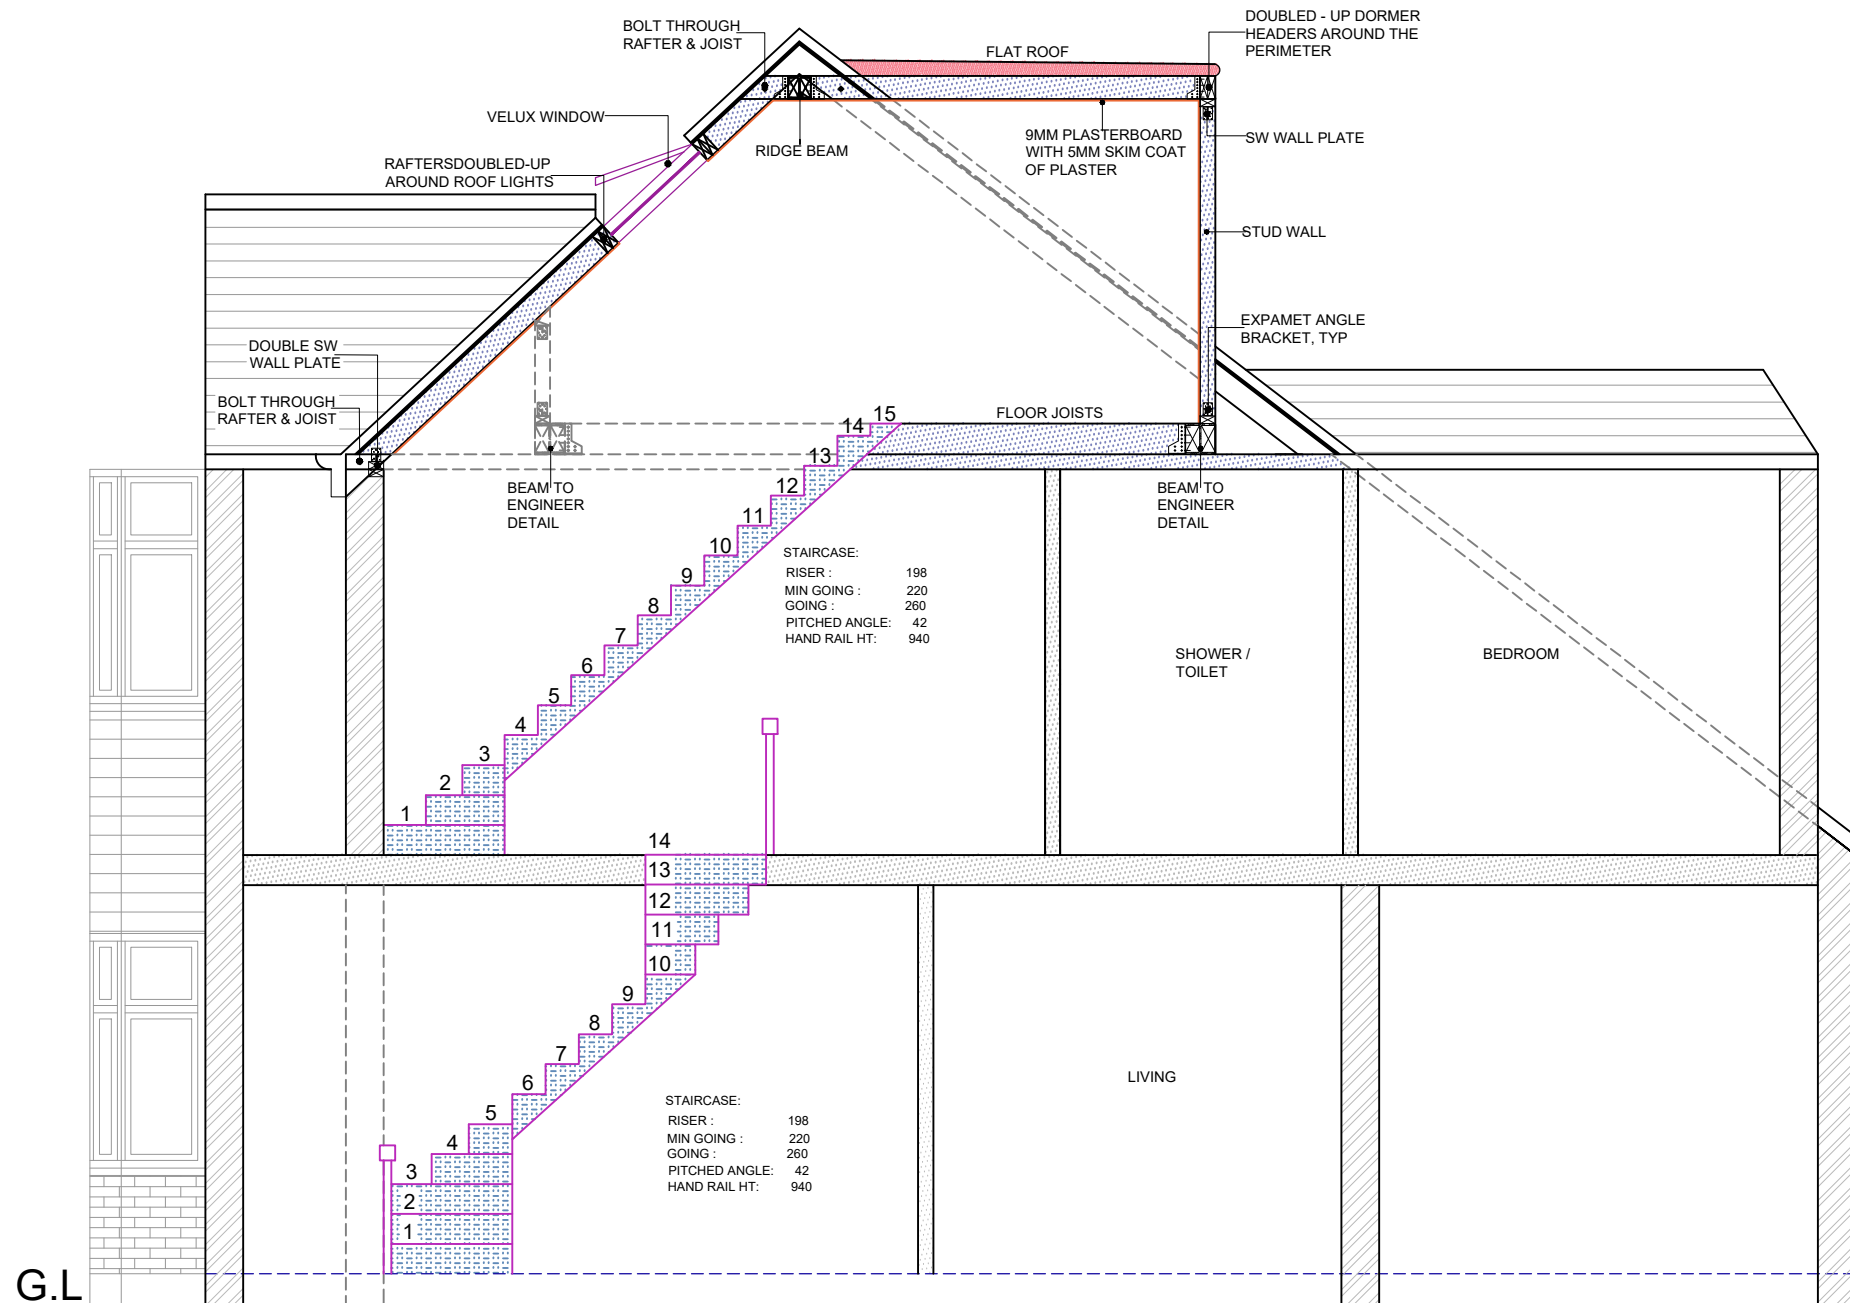 BOLT THROUGH
RAFTER & JOIST
FLAT ROOF
DOUBLED - UP DORMER
HEADERS AROUND THE
PERIMETER
VELUX WINDOW
RIDGE BEAM
9MM PLASTERBOARD
WITH 5MM SKIM COAT
OF PLASTER
SW WALL PLATE
RAFTERSDOUBLED-UP
AROUND ROOF LIGHTS
STUD WALL
EXPAMET ANGLE
BRACKET, TYP
DOUBLE SW
WALL PLATE
BOLT THROUGH
RAFTER & JOIST
FLOOR JOISTS
15
14
13
12
11
10
9
8
7
6
5
4
3
2
1
BEAM TO
ENGINEER
DETAIL
BEAM TO
ENGINEER
DETAIL
STAIRCASE:
RISER : 198
MIN GOING : 220
GOING : 260
PITCHED ANGLE: 42
HAND RAIL HT: 940
SHOWER /
TOILET
BEDROOM
14
13
12
11
10
9
8
7
6
5
4
3
2
1
STAIRCASE:
RISER : 198
MIN GOING : 220
GOING : 260
PITCHED ANGLE: 42
HAND RAIL HT: 940
LIVING
G.L